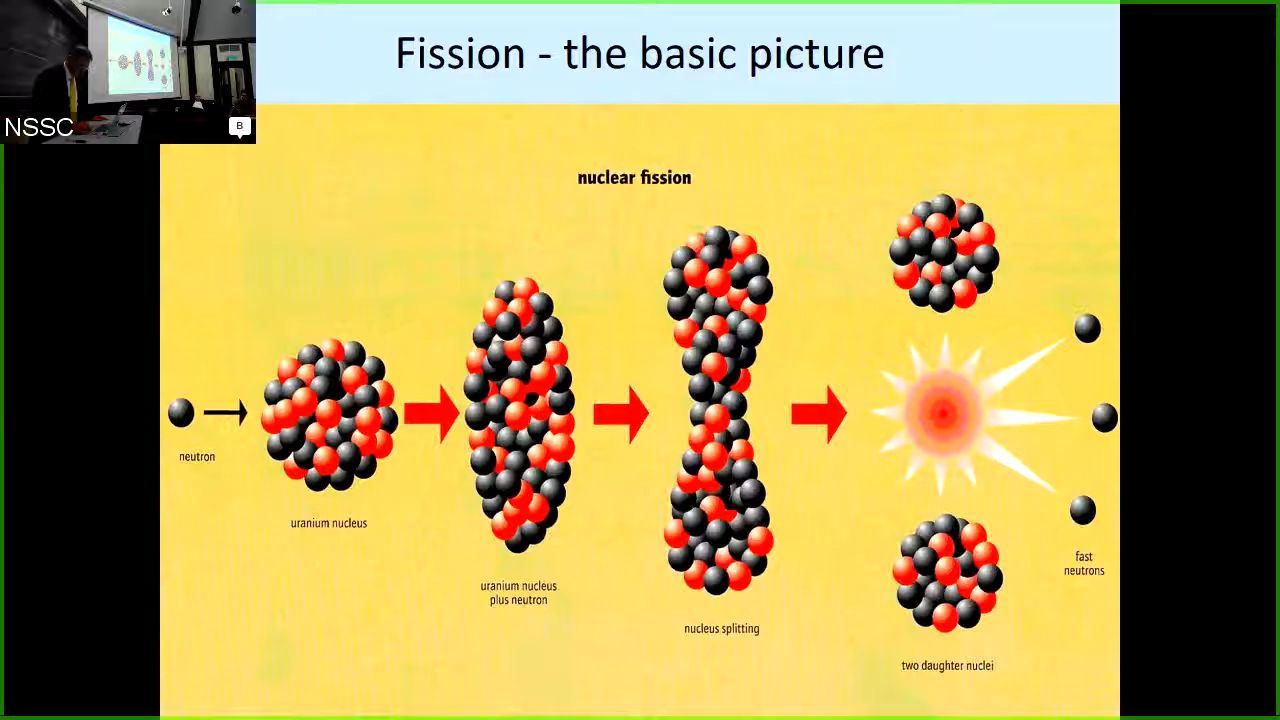 Fission - the basic picture
NSSC
B
nuclear fission
neutron
uranium nucleus
uranium nucleus
plus neutron
nucleus splitting
fast
neutrons
two daughter nuclei